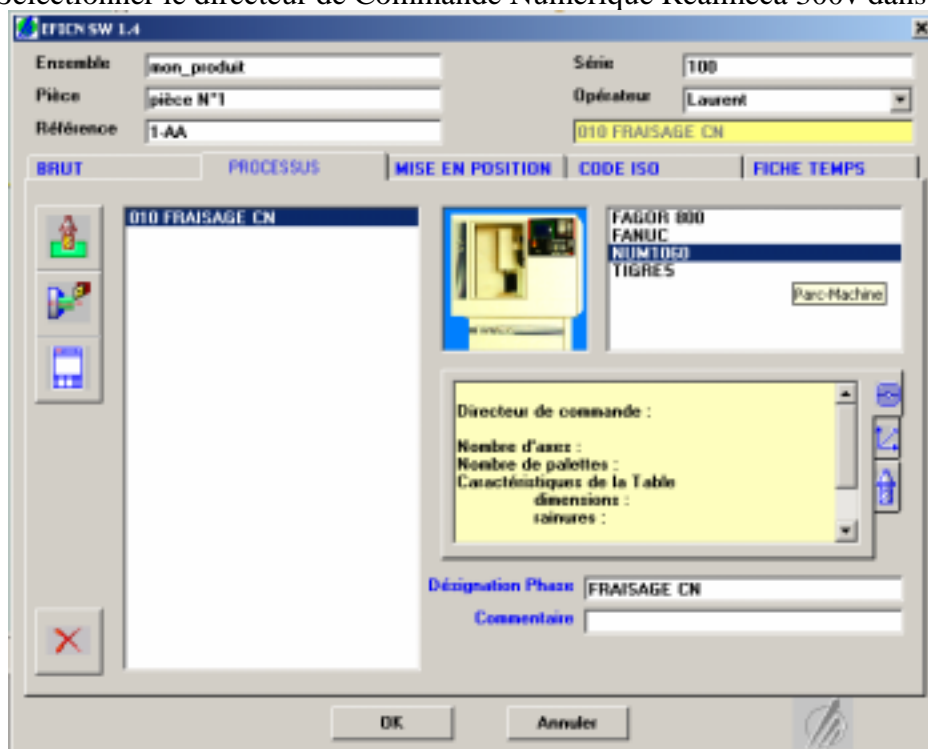 Sélectionner le directeur de Commande Numérique Réalméca 300v dans
EFICN SW 1.4
Ensemble mon_produit Série 100
Pièce pièce N°1 Opérateur Laurent
Référence 1-AA 010 FRAISAGE CN
BRUT PROCESSUS MISE EN POSITION CODE ISO FICHE TEMPS
010 FRAISAGE CN
FAGOR 800
FANUC
NUM1060
TIGRES
Parc-Machine
Directeur de commande :
Nombre d'axes :
Nombre de palettes :
Caractéristiques de la Table
dimensions :
rainures :
Désignation Phase FRAISAGE CN
Commentaire
OK Annuler